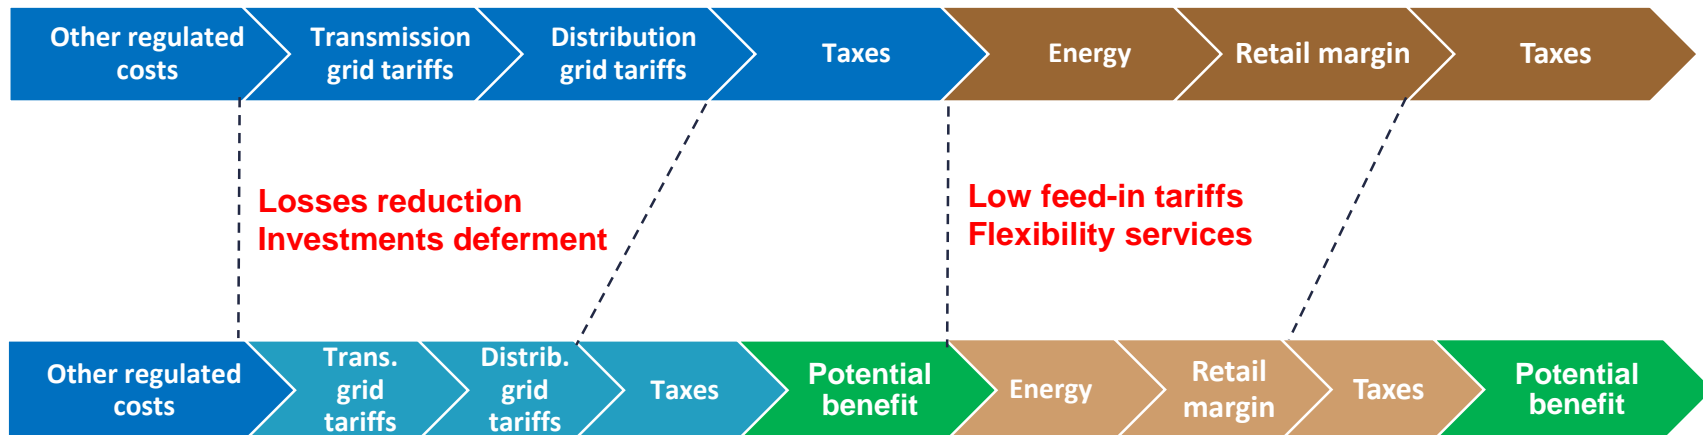 Other regulated
costs
Transmission
grid tariffs
Distribution
grid tariffs
Taxes
Energy
Retail margin
Taxes
Losses reduction
Investments deferment
Low feed-in tariffs
Flexibility services
Other regulated
costs
Trans.
grid
tariffs
Distrib.
grid
tariffs
Taxes
Potential
benefit
Energy
Retail
margin
Taxes
Potential
benefit